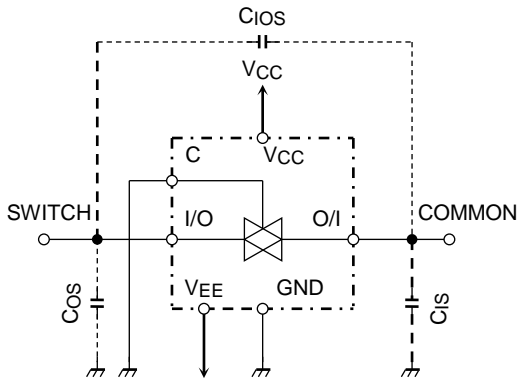 CIOS
VCC
C
VCC
SWITCH
I/O
O/I
COMMON
COS
VEE
GND
CIS